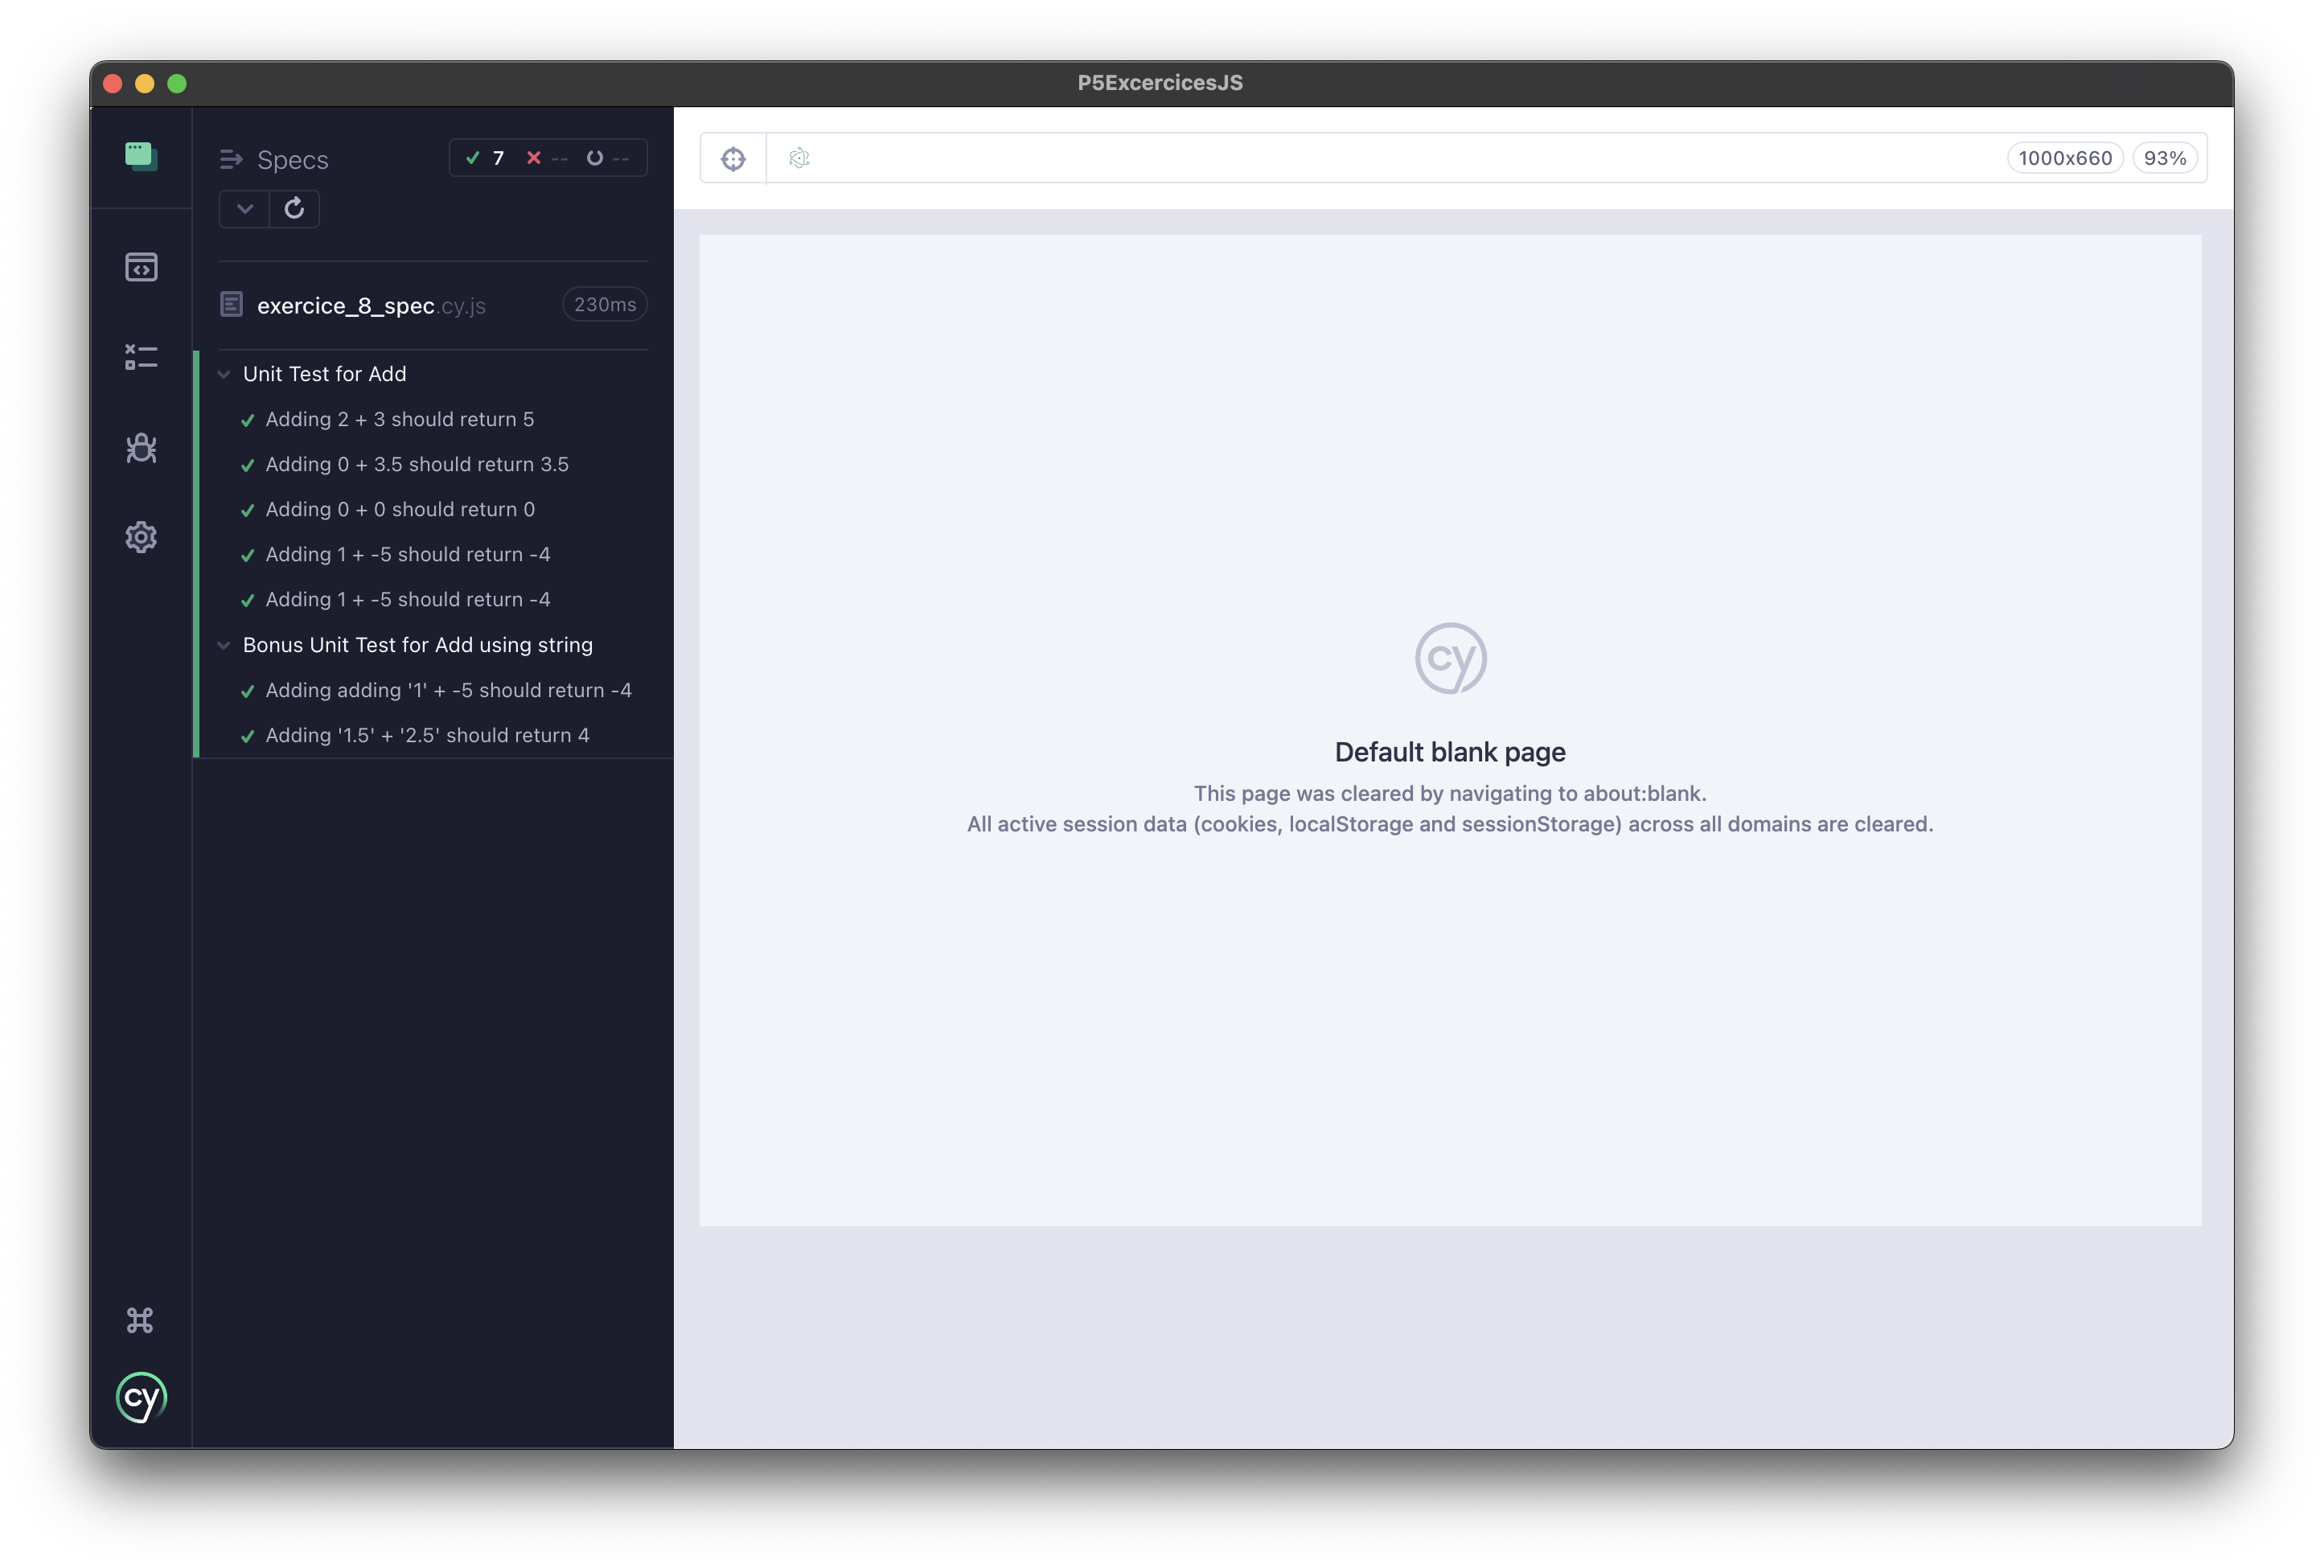 P5ExcercicesJS
Specs
7 -- --
1000x660 93%
exercice_8_spec.cy.js 230ms
Unit Test for Add
Adding 2 + 3 should return 5
Adding 0 + 3.5 should return 3.5
Adding 0 + 0 should return 0
Adding 1 + -5 should return -4
Adding 1 + -5 should return -4
Bonus Unit Test for Add using string
Adding adding '1' + -5 should return -4
Adding '1.5' + '2.5' should return 4
cy
Default blank page
This page was cleared by navigating to about:blank.
All active session data (cookies, localStorage and sessionStorage) across all domains are cleared.
cy